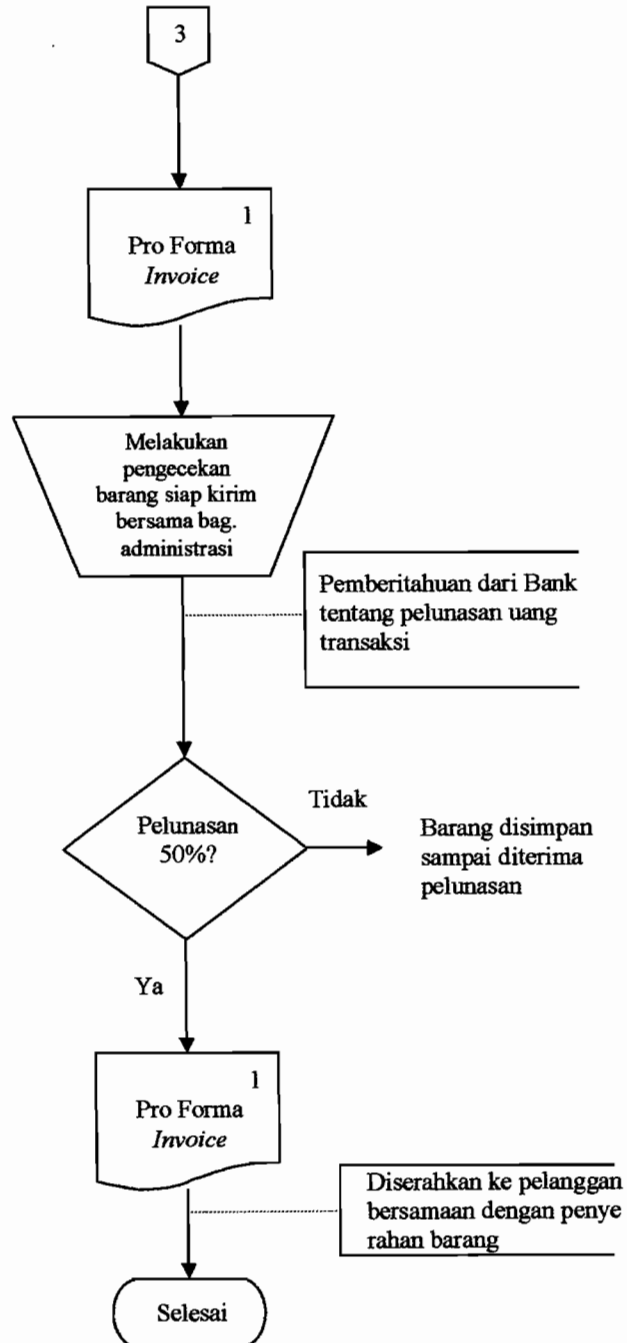 3
1
Pro Forma
Invoice
Melakukan
pengecekan
barang siap kirim
bersama bag.
administrasi
Pemberitahuan dari Bank
tentang pelunasan uang
transaksi
Pelunasan
50%?
Tidak
Barang disimpan
sampai diterima
pelunasan
Ya
1
Pro Forma
Invoice
Diserahkan ke pelanggan
bersamaan dengan penye
rahan barang
Selesai